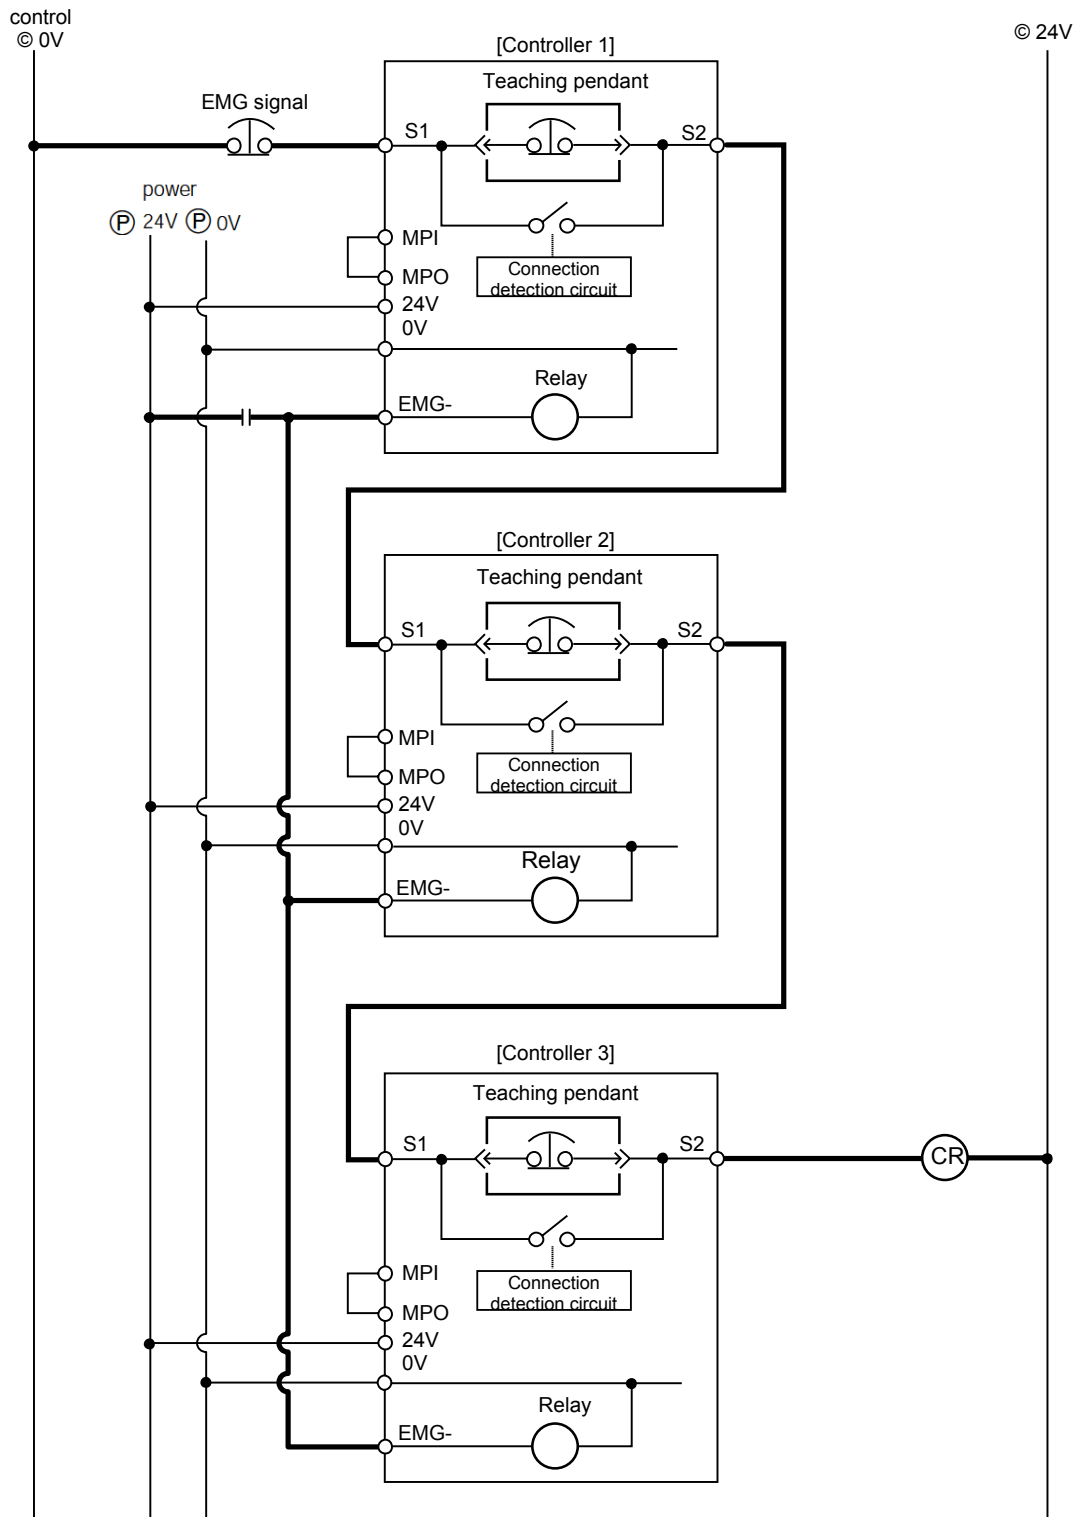 control
© 0V
© 24V
[Controller 1]
Teaching pendant
EMG signal
S1
S2
power
Ⓟ 24V Ⓟ 0V
MPI
Connection
detection circuit
MPO
24V
0V
Relay
EMG-
[Controller 2]
Teaching pendant
S1
S2
MPI
Connection
detection circuit
MPO
24V
0V
Relay
EMG-
[Controller 3]
Teaching pendant
S1
S2
CR
MPI
Connection
detection circuit
MPO
24V
0V
Relay
EMG-